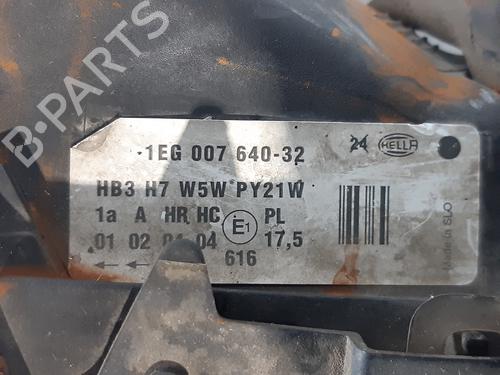 B-PARTS
1EG 007 640-32
24 HELLA
HB3 H7 W5W PY21W
1a A HR HC E1 PL
01 02 04 04 17,5
616
Made in SLO